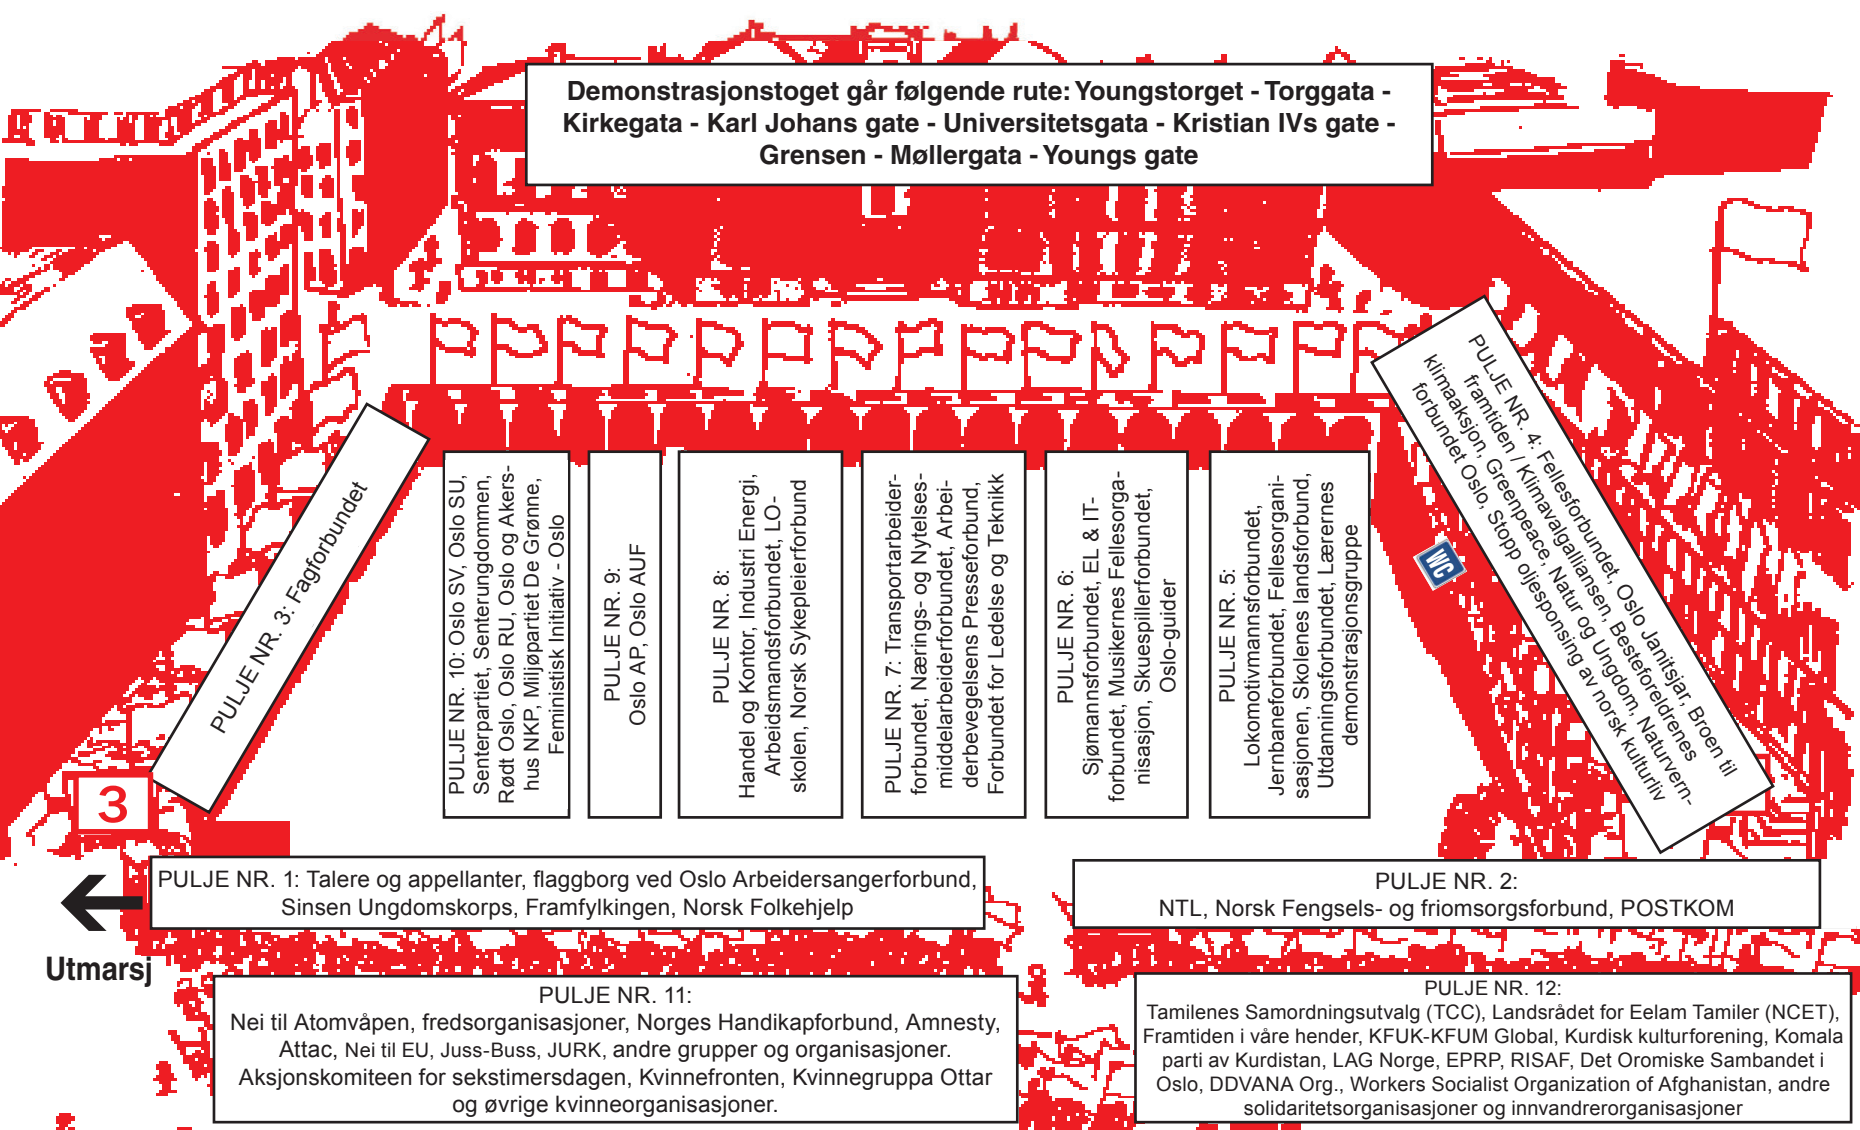 Demonstrasjonstoget går følgende rute: Youngstorget - Torggata -
Kirkegata - Karl Johans gate - Universitetsgata - Kristian IVs gate -
Grensen - Møllergata - Youngs gate
PULJE NR. 3: Fagforbundet
PULJE NR. 10: Oslo SV, Oslo SU,
Senterpartiet, Senterungdommen,
Rødt Oslo, Oslo RU, Oslo og Akers-
hus NKP, Miljøpartiet De Grønne,
Feministisk Initiativ - Oslo
PULJE NR. 9:
Oslo AP, Oslo AUF
PULJE NR. 8:
Handel og Kontor, Industri Energi,
Arbeidsmandsforbundet, LO-
skolen, Norsk Sykepleierforbund
PULJE NR. 7: Transportarbeider-
forbundet, Nærings- og Nytelses-
middelarbeiderforbundet, Arbei-
derbevegelsens Presseforbund,
Forbundet for Ledelse og Teknikk
PULJE NR. 6:
Sjømannsforbundet, EL & IT-
forbundet, Musikernes Fellesorga-
nisasjon, Skuespillerforbundet,
Oslo-guider
PULJE NR. 5:
Lokomotivmannsforbundet,
Jernbaneforbundet, Fellesorgani-
sasjonen, Skolenes landsforbund,
Utdanningsforbundet, Lærernes
demonstrasjonsgruppe
WC
PULJE NR. 4: Fellesforbundet, Oslo Janitsjar, Broen til
framtiden / Klimavalgalliansen, Besteforeldrenes
klimaaksjon, Greenpeace, Natur og Ungdom, Naturvern-
forbundet Oslo, Stopp oljesponsing av norsk kulturliv
3
PULJE NR. 1: Talere og appellanter, flaggborg ved Oslo Arbeidersangerforbund,
Sinsen Ungdomskorps, Framfylkingen, Norsk Folkehjelp
PULJE NR. 2:
NTL, Norsk Fengsels- og friomsorgsforbund, POSTKOM
Utmarsj
PULJE NR. 11:
Nei til Atomvåpen, fredsorganisasjoner, Norges Handikapforbund, Amnesty,
Attac, Nei til EU, Juss-Buss, JURK, andre grupper og organisasjoner.
Aksjonskomiteen for sekstimersdagen, Kvinnefronten, Kvinnegruppa Ottar
og øvrige kvinneorganisasjoner.
PULJE NR. 12:
Tamilenes Samordningsutvalg (TCC), Landsrådet for Eelam Tamiler (NCET),
Framtiden i våre hender, KFUK-KFUM Global, Kurdisk kulturforening, Komala
parti av Kurdistan, LAG Norge, EPRP, RISAF, Det Oromiske Sambandet i
Oslo, DDVANA Org., Workers Socialist Organization of Afghanistan, andre
solidaritetsorganisasjoner og innvandrerorganisasjoner